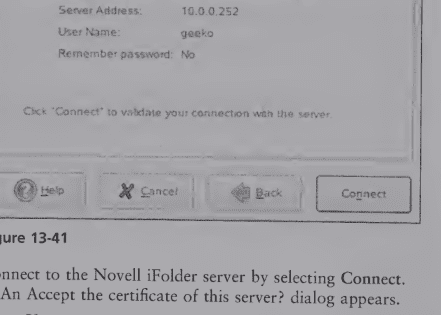 Server Address: 10.0.0.252
User Name: geeko
Remember password: No
Click "Connect" to validate your connection with the server.
Help Cancel Back Connect
ure 13-41
nnect to the Novell iFolder server by selecting Connect.
An Accept the certificate of this server? dialog appears.